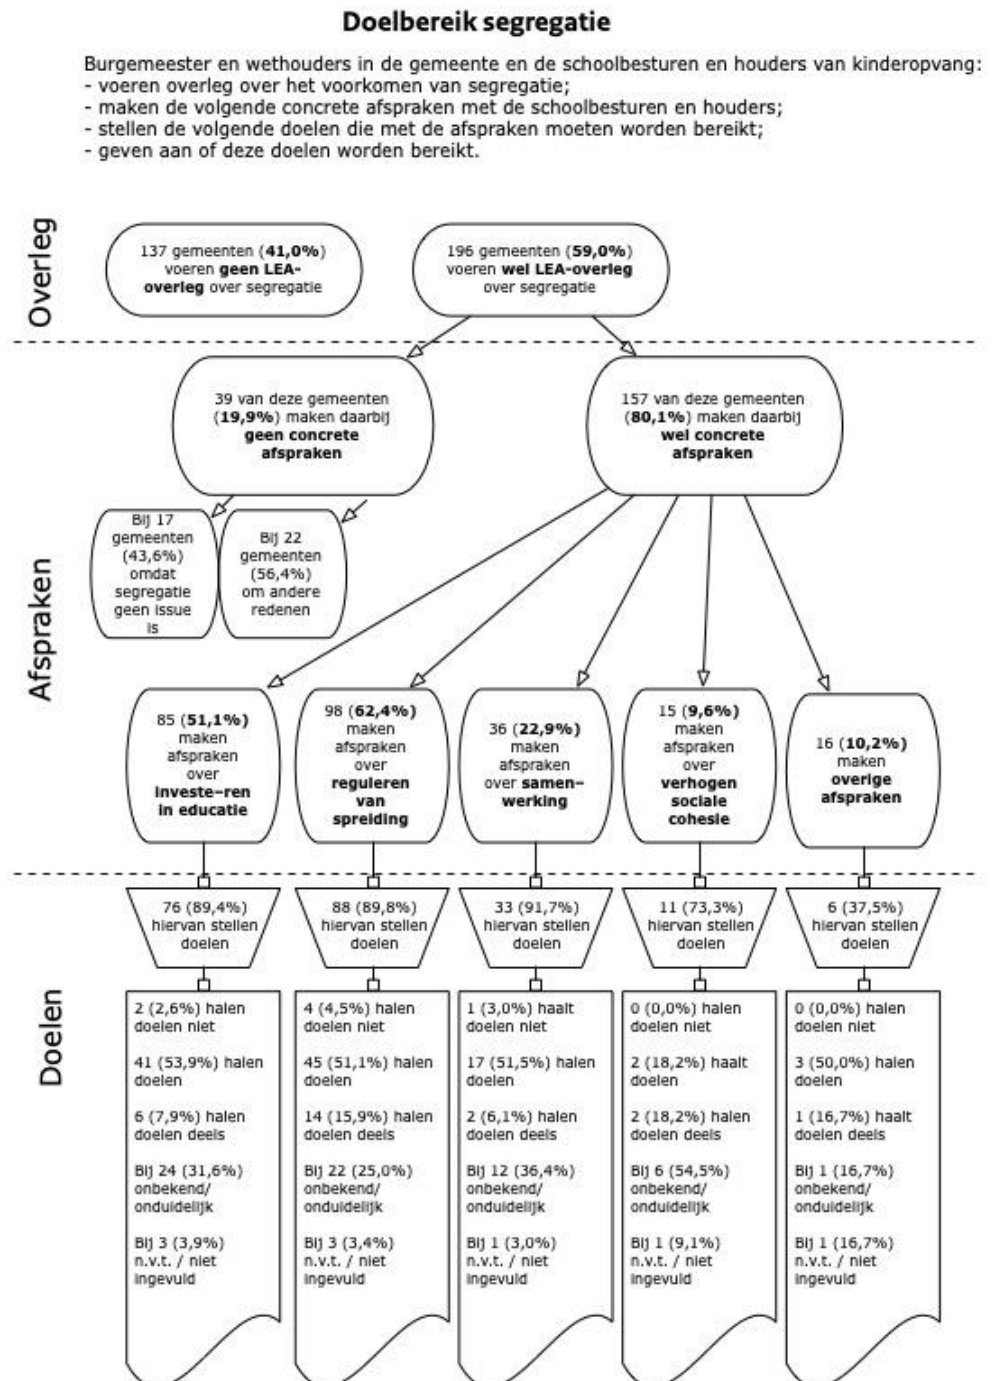 Doelbereik segregatie
Burgemeester en wethouders in de gemeente en de schoolbesturen en houders van kinderopvang:
- voeren overleg over het voorkomen van segregatie;
- maken de volgende concrete afspraken met de schoolbesturen en houders;
- stellen de volgende doelen die met de afspraken moeten worden bereikt;
- geven aan of deze doelen worden bereikt.
Overleg
137 gemeenten (41,0%)
voeren geen LEA-
overleg over segregatie
196 gemeenten (59,0%)
voeren wel LEA-overleg
over segregatie
Afspraken
39 van deze gemeenten
(19,9%) maken daarbij
geen concrete
afspraken
157 van deze gemeenten
(80,1%) maken daarbij
wel concrete
afspraken
Bij 17
gemeenten
(43,6%)
omdat
segregatie
geen issue
is
Bij 22
gemeenten
(56,4%)
om andere
redenen
85 (51,1%)
maken
afspraken
over
investe-ren
in educatie
98 (62,4%)
maken
afspraken
over
reguleren
van
spreiding
36 (22,9%)
maken
afspraken
over samen-
werking
15 (9,6%)
maken
afspraken
over
verhogen
sociale
cohesie
16 (10,2%)
maken
overige
afspraken
Doelen
76 (89,4%)
hiervan stellen
doelen
88 (89,8%)
hiervan stellen
doelen
33 (91,7%)
hiervan stellen
doelen
11 (73,3%)
hiervan stellen
doelen
6 (37,5%)
hiervan stellen
doelen
2 (2,6%) halen
doelen niet
41 (53,9%) halen
doelen
6 (7,9%) halen
doelen deels
Bij 24 (31,6%)
onbekend/
onduidelijk
Bij 3 (3,9%)
n.v.t. / niet
ingevuld
4 (4,5%) halen
doelen niet
45 (51,1%) halen
doelen
14 (15,9%) halen
doelen deels
Bij 22 (25,0%)
onbekend/
onduidelijk
Bij 3 (3,4%)
n.v.t. / niet
ingevuld
1 (3,0%) haalt
doelen niet
17 (51,5%) halen
doelen
2 (6,1%) halen
doelen deels
Bij 12 (36,4%)
onbekend/
onduidelijk
Bij 1 (3,0%)
n.v.t. / niet
ingevuld
0 (0,0%) halen
doelen niet
2 (18,2%) haalt
doelen
2 (18,2%) halen
doelen deels
Bij 6 (54,5%)
onbekend/
onduidelijk
Bij 1 (9,1%)
n.v.t. / niet
ingevuld
0 (0,0%) halen
doelen niet
3 (50,0%) halen
doelen
1 (16,7%) haalt
doelen deels
Bij 1 (16,7%)
onbekend/
onduidelijk
Bij 1 (16,7%)
n.v.t. / niet
ingevuld